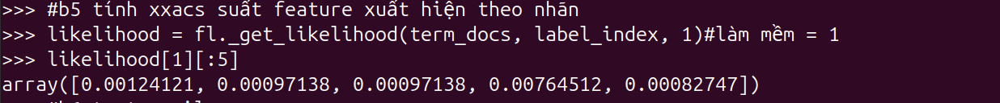 >>> #b5 tính xxacs suất feature xuất hiện theo nhãn
>>> likelihood = fl._get_likelihood(term_docs, label_index, 1)#làm mềm = 1
>>> likelihood[1][:5]
array([0.00124121, 0.00097138, 0.00097138, 0.00764512, 0.00082747])